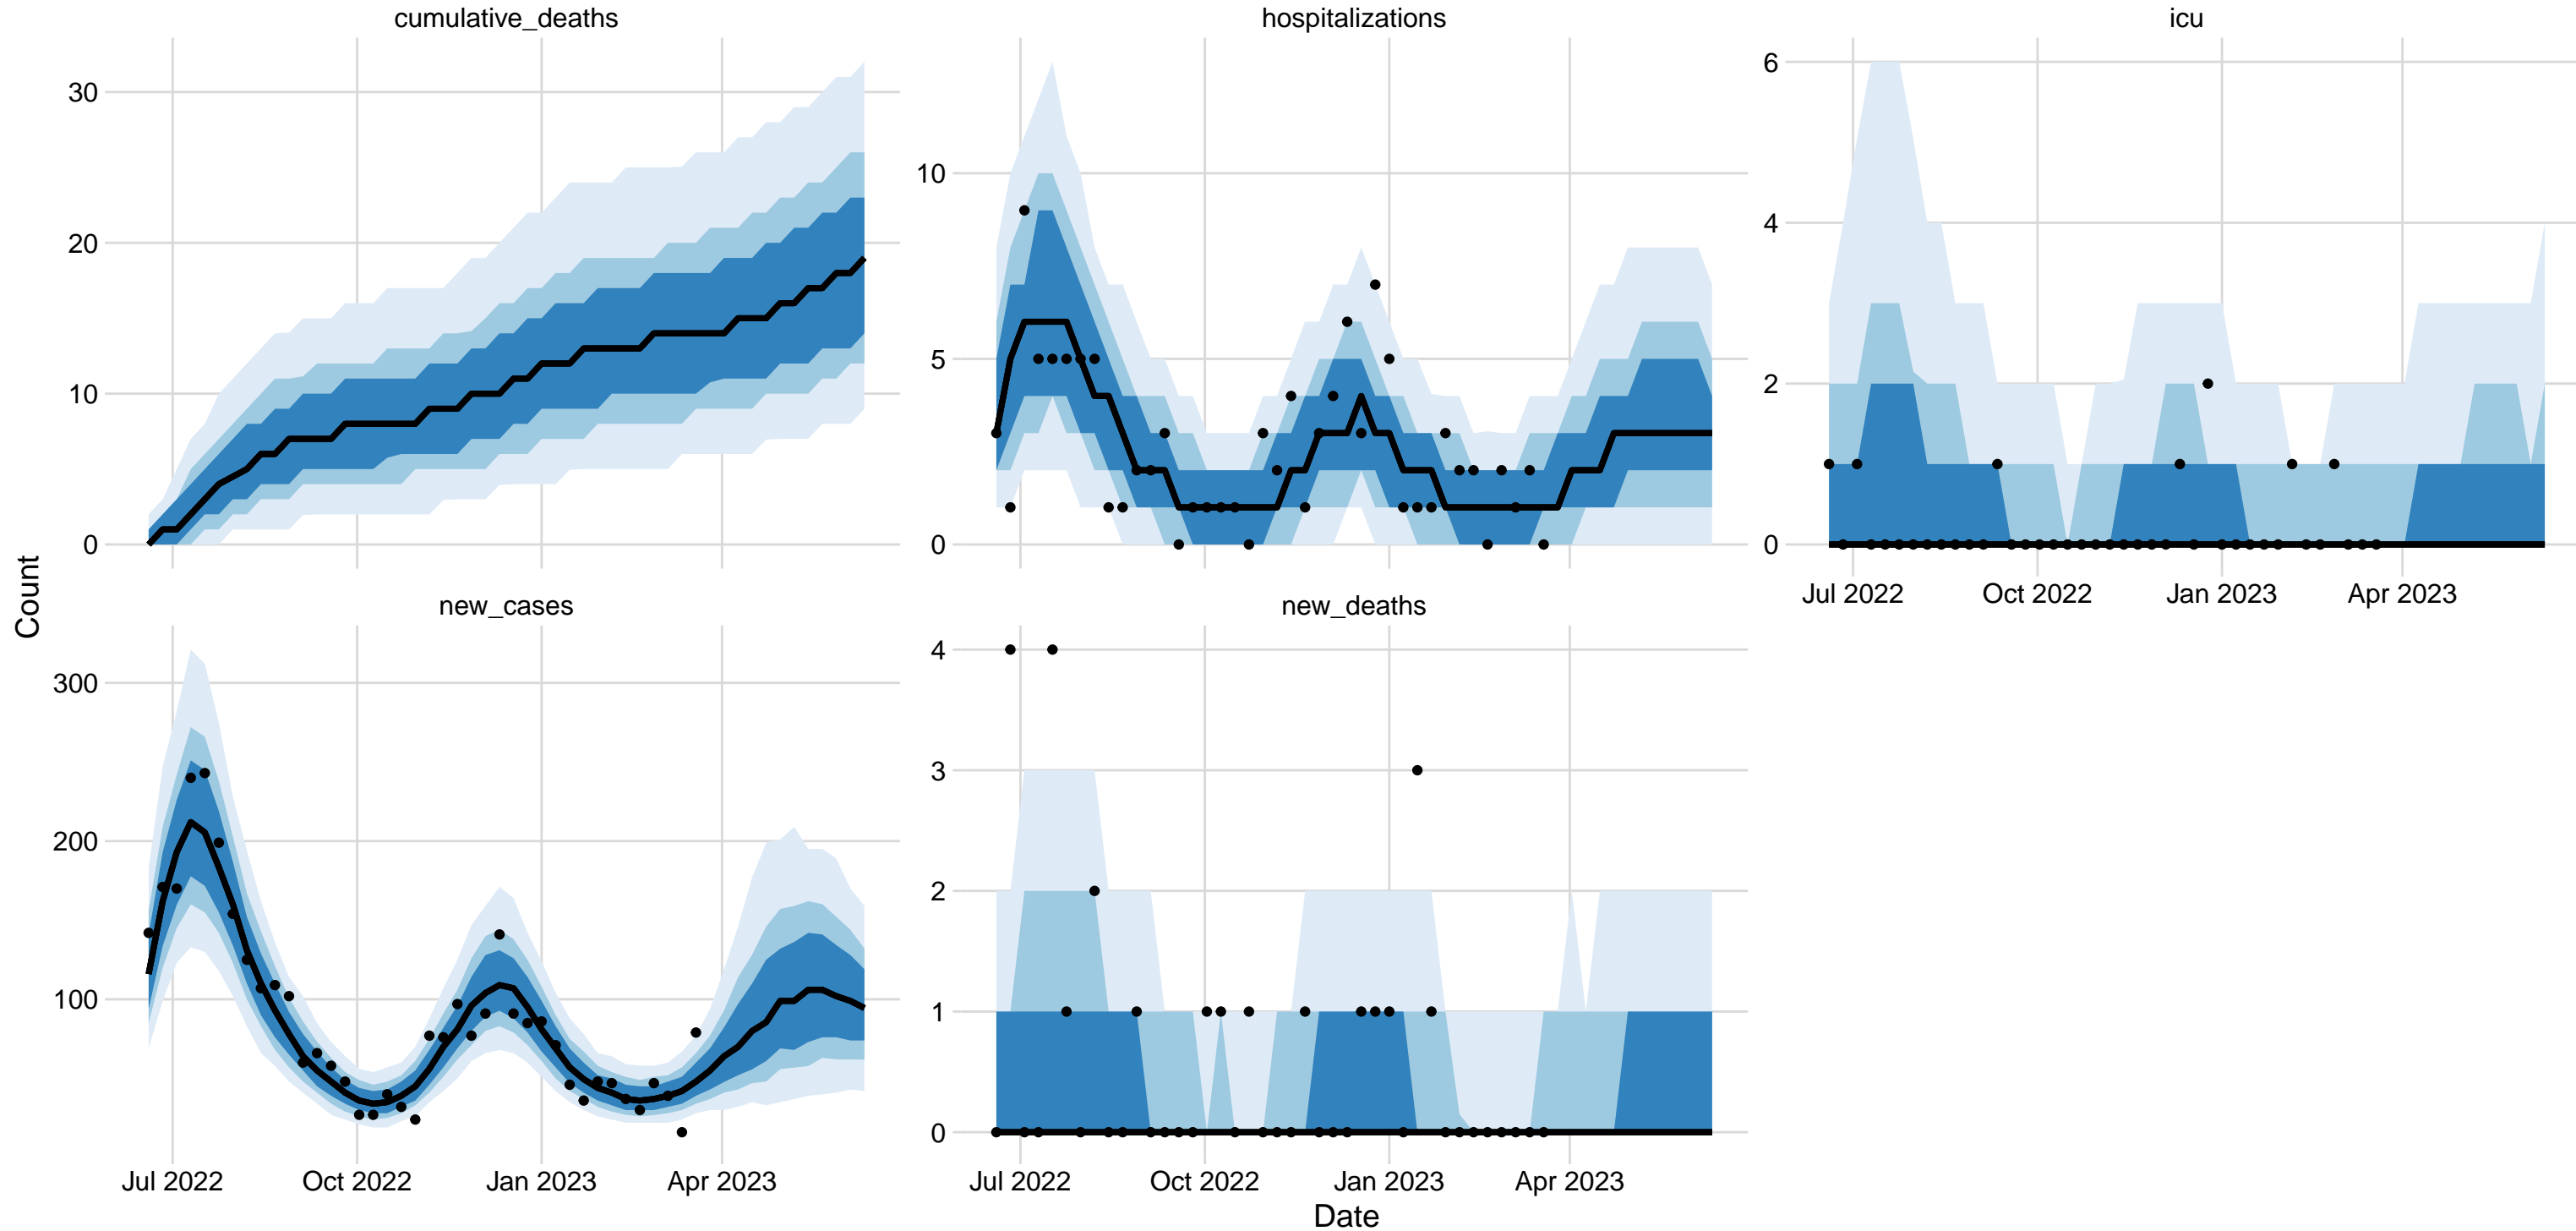 cumulative_deaths
hospitalizations
icu
30
20
10
0
10
5
0
6
4
2
0
Jul 2022
Oct 2022
Jan 2023
Apr 2023
Count
new_cases
new_deaths
300
200
100
4
3
2
1
0
Jul 2022
Oct 2022
Jan 2023
Apr 2023
Jul 2022
Oct 2022
Jan 2023
Apr 2023
Date